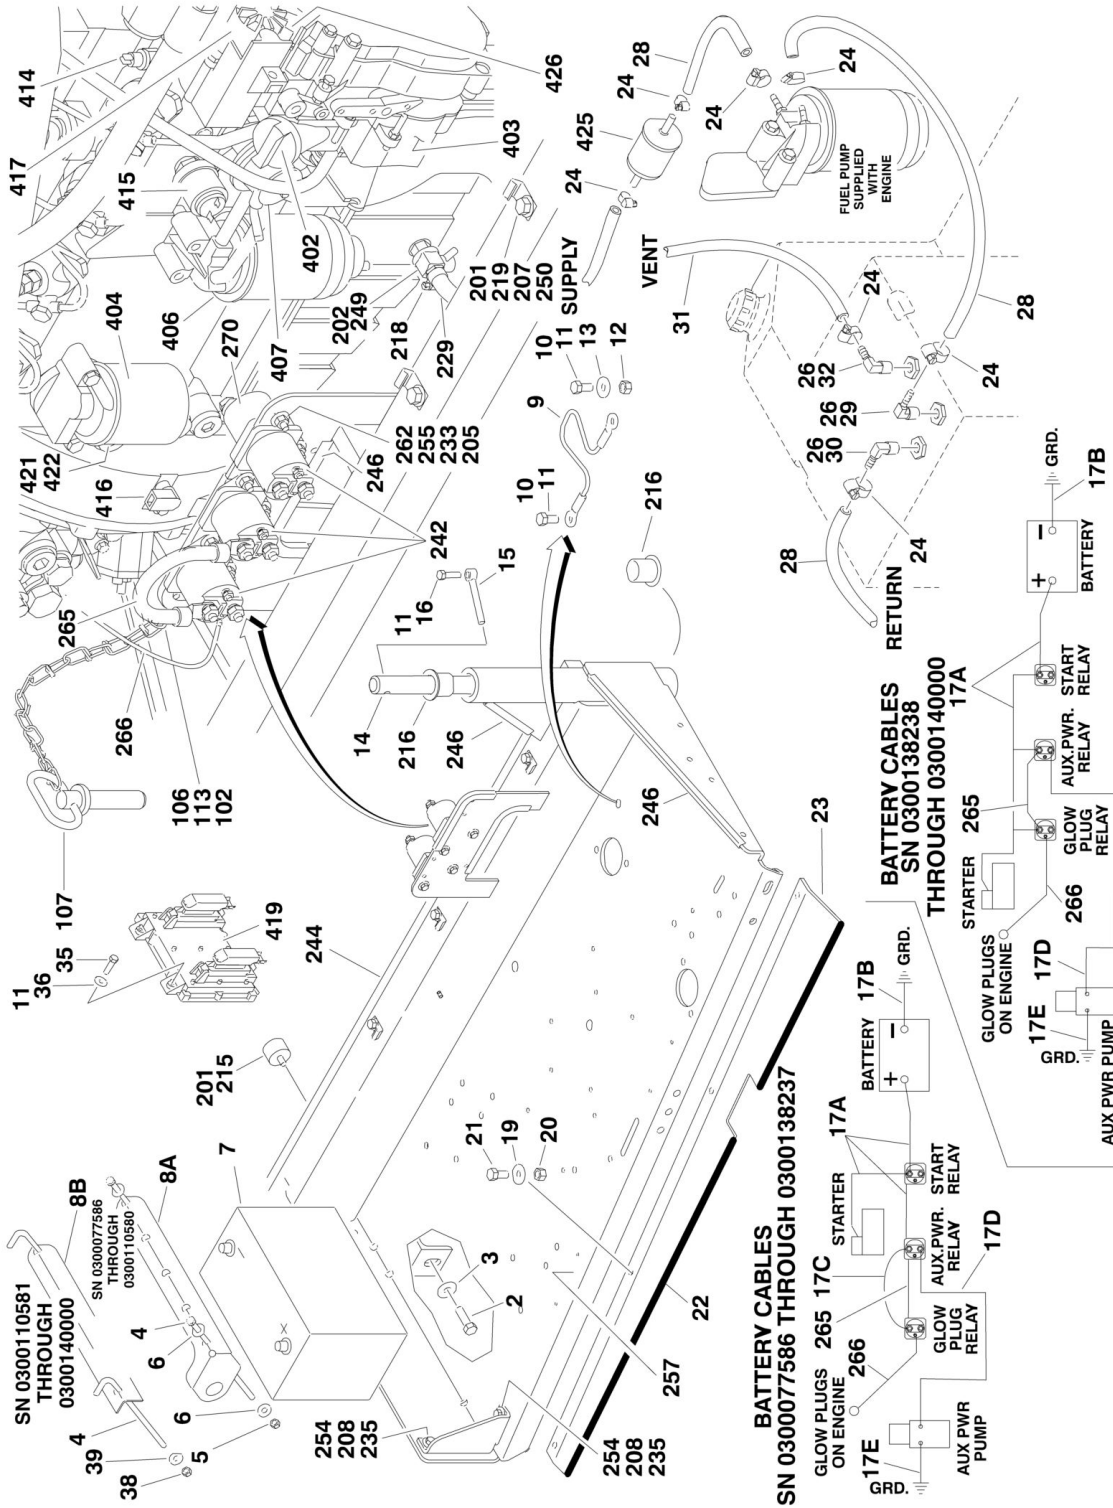 414
417
415
426
404
406
270
407
402
403
421
422
416
202
249
218
229
201
219
207
250
262
255
233
205
246
242
265
266
106
113
102
107
11
36
35
419
244
201
215
14
216
246
11
16
15
10
11
9
10
11
13
12
216
246
23
SUPPLY
24
425
24
28
24
24
FUEL PUMP
SUPPLIED
WITH
ENGINE
VENT
31
24
26
32
26
29
26
30
24
28
24
28
RETURN
SN 0300110581
THROUGH
0300140000
8B
SN 0300077586
THROUGH
0300110580
8A
7
4
6
4
39
38
6
5
21
19
20
3
2
254
208
235
254
208
235
257
22
BATTERY CABLES
SN 0300077586 THROUGH 0300138237
GLOW PLUGS
ON ENGINE
265
17C
STARTER
17A
BATTERY
+
−
17B
GRD.
266
GLOW
PLUG
RELAY
AUX.PWR.
RELAY
START
RELAY
17D
17E
GRD.
AUX PWR
PUMP
BATTERY CABLES
SN 0300138238
THROUGH 0300140000
17A
STARTER
265
GLOW PLUGS
ON ENGINE
266
GLOW
PLUG
RELAY
AUX.PWR.
RELAY
START
RELAY
+
−
BATTERY
GRD.
17B
17D
17E
GRD.
AUX PWR PUMP